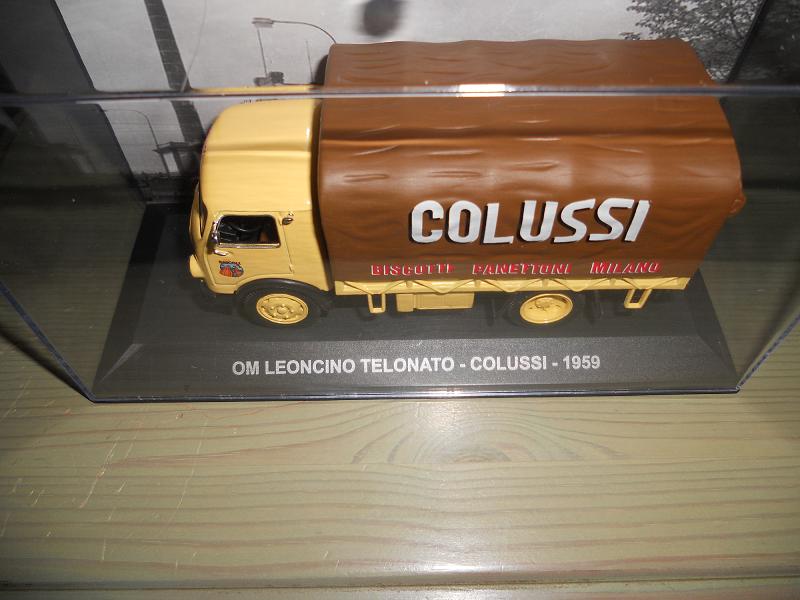 COLUSSI
BISCOTTI PANETTONI MILANO
OM LEONCINO TELONATO - COLUSSI - 1959